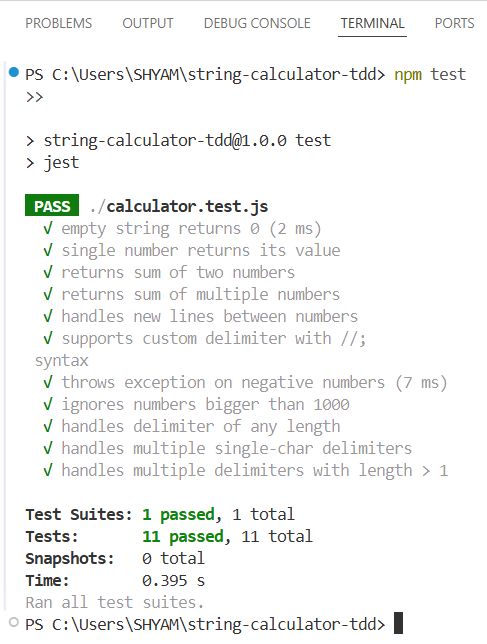 PROBLEMS OUTPUT DEBUG CONSOLE TERMINAL PORTS
PS C:\Users\SHYAM\string-calculator-tdd> npm test
>>
> string-calculator-tdd@1.0.0 test
> jest
PASS ./calculator.test.js
√ empty string returns 0 (2 ms)
√ single number returns its value
√ returns sum of two numbers
√ returns sum of multiple numbers
√ handles new lines between numbers
√ supports custom delimiter with //;
syntax
√ throws exception on negative numbers (7 ms)
√ ignores numbers bigger than 1000
√ handles delimiter of any length
√ handles multiple single-char delimiters
√ handles multiple delimiters with length > 1
Test Suites: 1 passed, 1 total
Tests: 11 passed, 11 total
Snapshots: 0 total
Time: 0.395 s
Ran all test suites.
PS C:\Users\SHYAM\string-calculator-tdd>